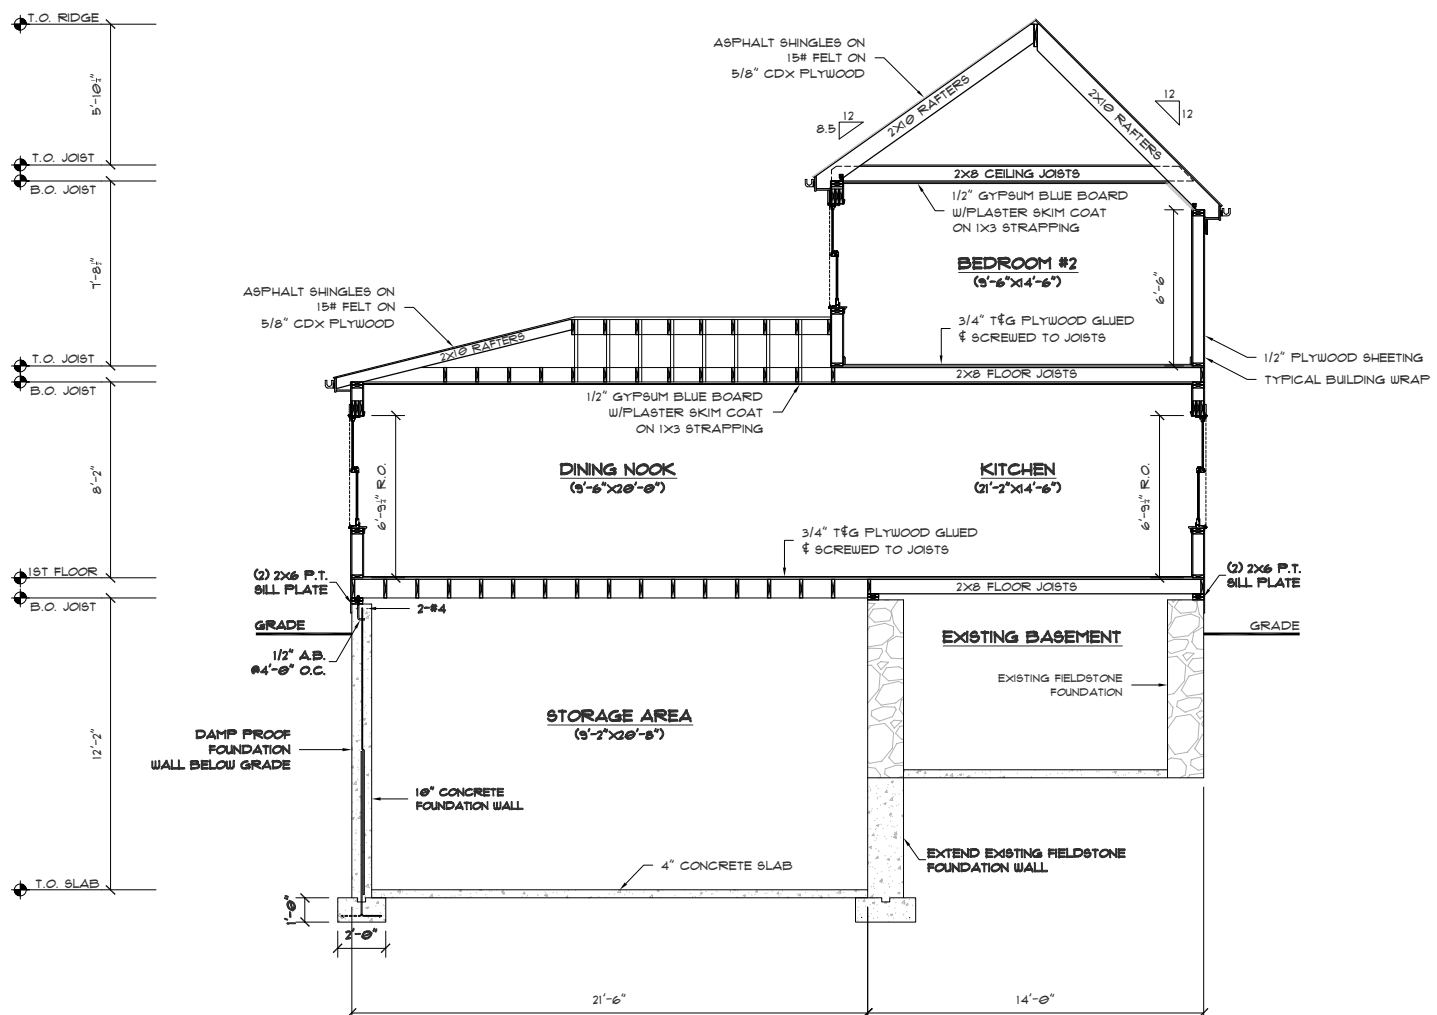 T.O. RIDGE
5'-10½"
T.O. JOIST
B.O. JOIST
7'-8½"
T.O. JOIST
B.O. JOIST
8'-2"
1ST FLOOR
B.O. JOIST
12'-2"
T.O. SLAB
ASPHALT SHINGLES ON
15# FELT ON
5/8" CDX PLYWOOD
12
8.5
2X10 RAFTERS
2X10 RAFTERS
12
12
2X8 CEILING JOISTS
1/2" GYPSUM BLUE BOARD
W/PLASTER SKIM COAT
ON 1X3 STRAPPING
BEDROOM #2
(9'-6"X14'-6")
6'-6"
3/4" T&G PLYWOOD GLUED
& SCREWED TO JOISTS
2X8 FLOOR JOISTS
1/2" PLYWOOD SHEETING
TYPICAL BUILDING WRAP
ASPHALT SHINGLES ON
15# FELT ON
5/8" CDX PLYWOOD
2X10 RAFTERS
1/2" GYPSUM BLUE BOARD
W/PLASTER SKIM COAT
ON 1X3 STRAPPING
6'-9½" R.O.
DINING NOOK
(9'-6"X20'-0")
KITCHEN
(21'-2"X14'-6")
6'-9½" R.O.
3/4" T&G PLYWOOD GLUED
& SCREWED TO JOISTS
2X8 FLOOR JOISTS
(2) 2X6 P.T.
SILL PLATE
(2) 2X6 P.T.
SILL PLATE
2-#4
GRADE
GRADE
1/2" A.B.
@4'-0" O.C.
EXISTING BASEMENT
EXISTING FIELDSTONE
FOUNDATION
STORAGE AREA
(9'-2"X20'-8")
DAMP PROOF
FOUNDATION
WALL BELOW GRADE
10" CONCRETE
FOUNDATION WALL
4" CONCRETE SLAB
EXTEND EXISTING FIELDSTONE
FOUNDATION WALL
1'-0"
2'-0"
21'-6"
14'-0"